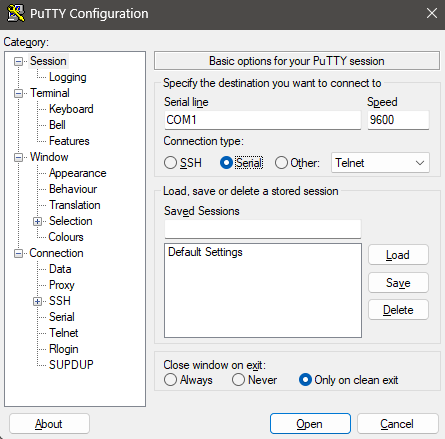 PuTTY Configuration
Category:
Session
Logging
Terminal
Keyboard
Bell
Features
Window
Appearance
Behaviour
Translation
Selection
Colours
Connection
Data
Proxy
SSH
Serial
Telnet
Rlogin
SUPDUP
Basic options for your PuTTY session
Specify the destination you want to connect to
Serial line Speed
COM1 9600
Connection type:
SSH Serial Other: Telnet
Load, save or delete a stored session
Saved Sessions
Default Settings
Load
Save
Delete
Close window on exit:
Always Never Only on clean exit
About Open Cancel